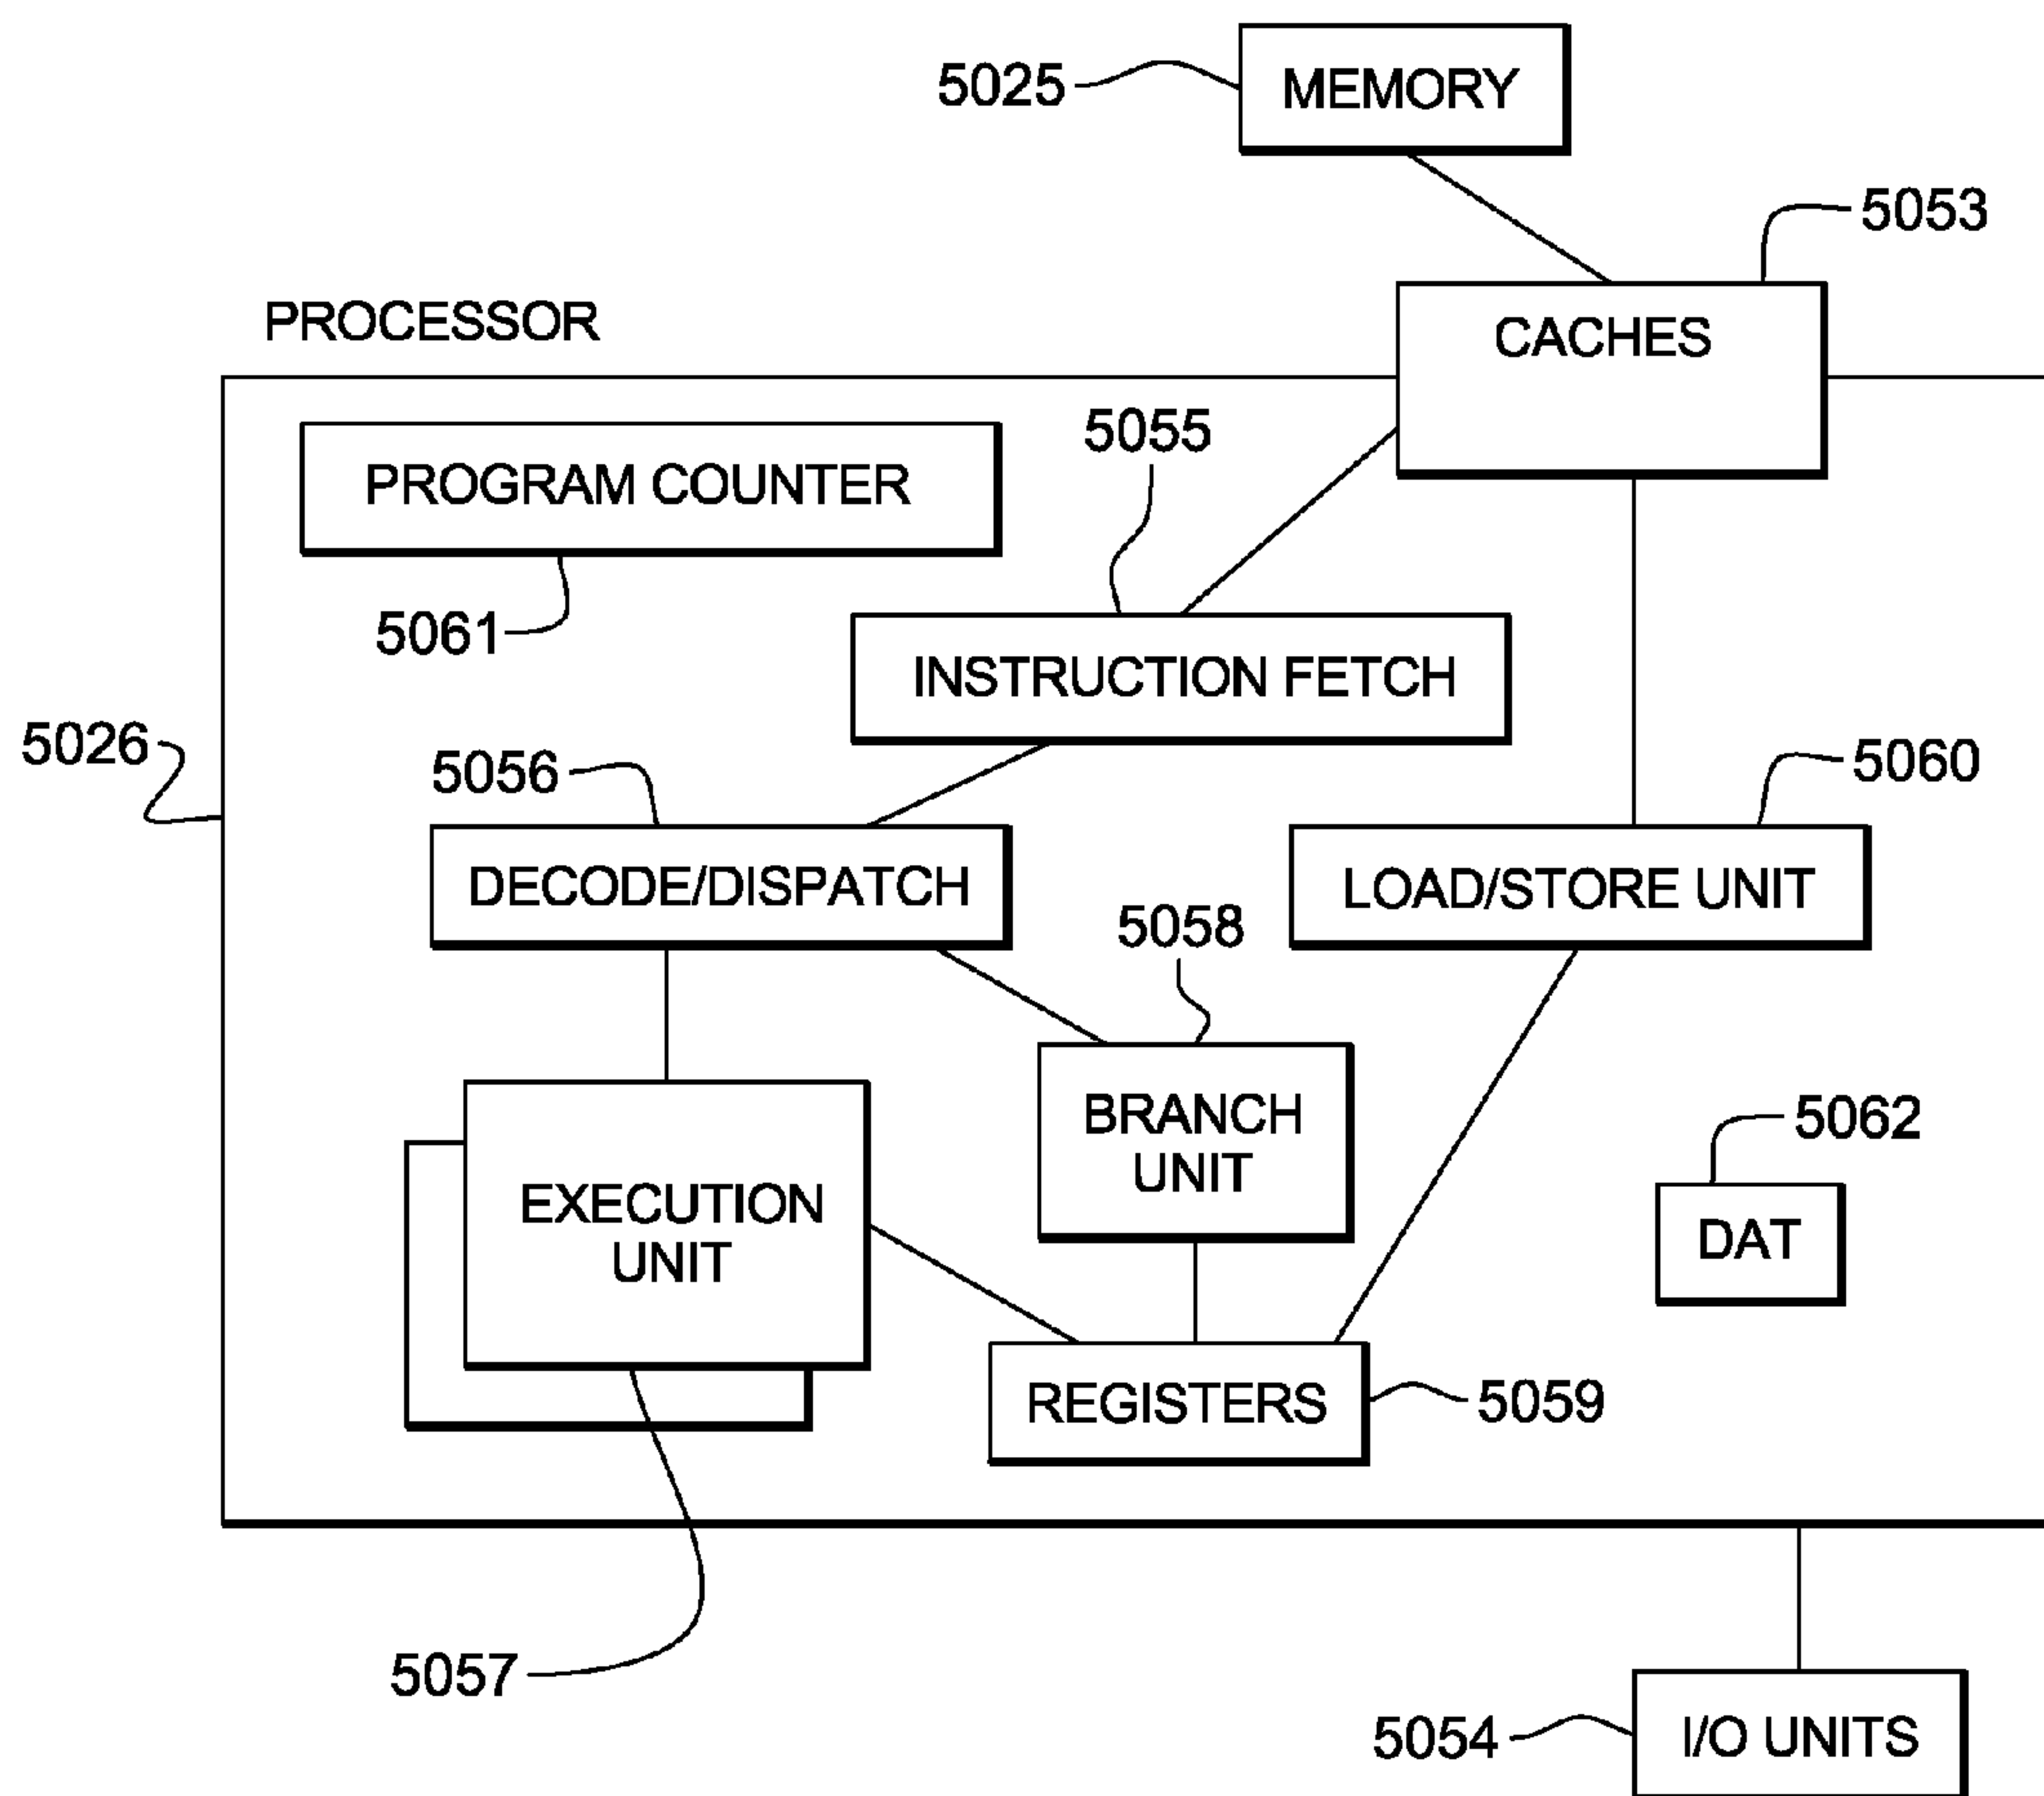 MEMORY
5025
5053
CACHES
PROCESSOR
5055
PROGRAM COUNTER
5061
INSTRUCTION FETCH
5026
5056
5060
DECODE/DISPATCH
LOAD/STORE UNIT
5058
BRANCH
UNIT
5062
EXECUTION
UNIT
DAT
REGISTERS
5059
5057
5054
I/O UNITS